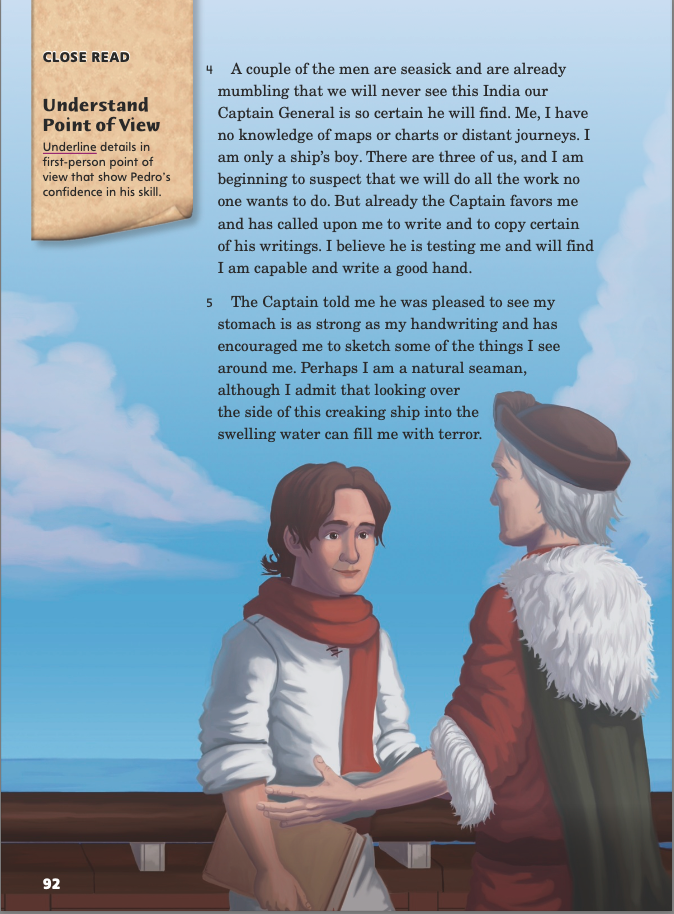 CLOSE READ
Understand
Point of View
Underline details in
first-person point of
view that show Pedro’s
confidence in his skill.
4 A couple of the men are seasick and are already
mumbling that we will never see this India our
Captain General is so certain he will find. Me, I have
no knowledge of maps or charts or distant journeys. I
am only a ship’s boy. There are three of us, and I am
beginning to suspect that we will do all the work no
one wants to do. But already the Captain favors me
and has called upon me to write and to copy certain
of his writings. I believe he is testing me and will find
I am capable and write a good hand.
5 The Captain told me he was pleased to see my
stomach is as strong as my handwriting and has
encouraged me to sketch some of the things I see
around me. Perhaps I am a natural seaman,
although I admit that looking over
the side of this creaking ship into the
swelling water can fill me with terror.
92